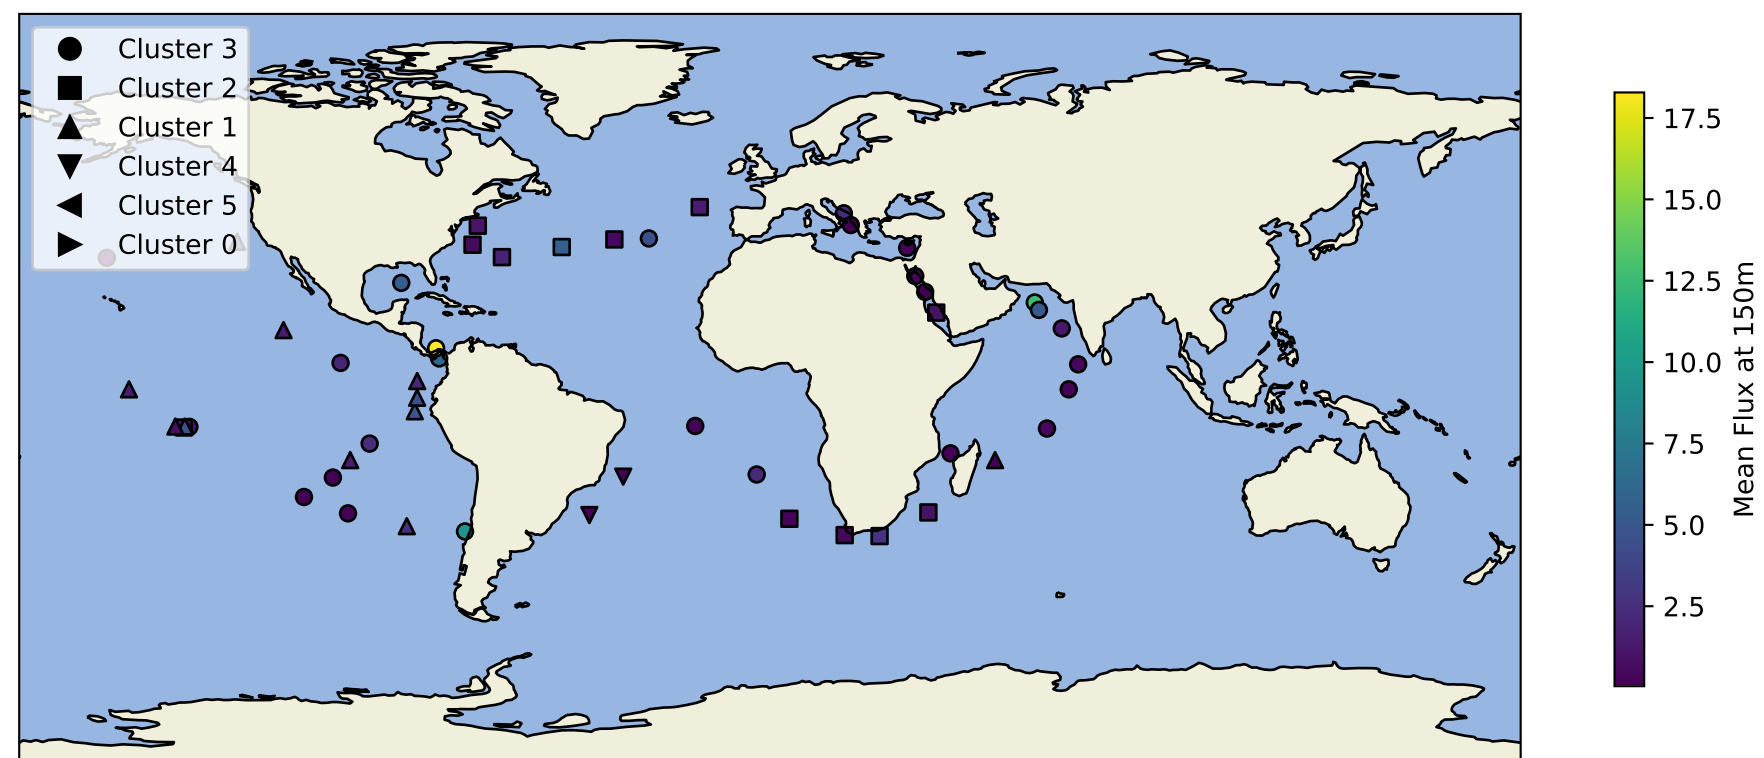 Cluster 3
Cluster 2
Cluster 1
Cluster 4
Cluster 5
Cluster 0
17.5
15.0
12.5
10.0
7.5
5.0
2.5
Mean Flux at 150m